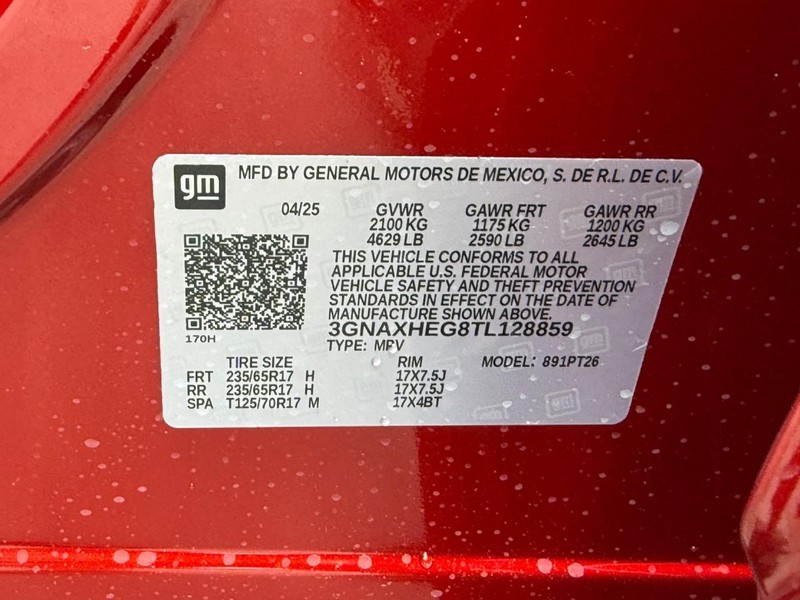 gm
MFD BY GENERAL MOTORS DE MEXICO, S. DE R.L. DE C.V.
04/25 GVWR GAWR FRT GAWR RR
2100 KG 1175 KG 1200 KG
4629 LB 2590 LB 2645 LB
THIS VEHICLE CONFORMS TO ALL
APPLICABLE U.S. FEDERAL MOTOR
VEHICLE SAFETY AND THEFT PREVENTION
STANDARDS IN EFFECT ON THE DATE OF
MANUFACTURE SHOWN ABOVE.
170H
3GNAXHEG8TL128859
TYPE: MPV
TIRE SIZE RIM MODEL: 891PT26
FRT 235/65R17 H 17X7.5J
RR 235/65R17 H 17X7.5J
SPA T125/70R17 M 17X4BT